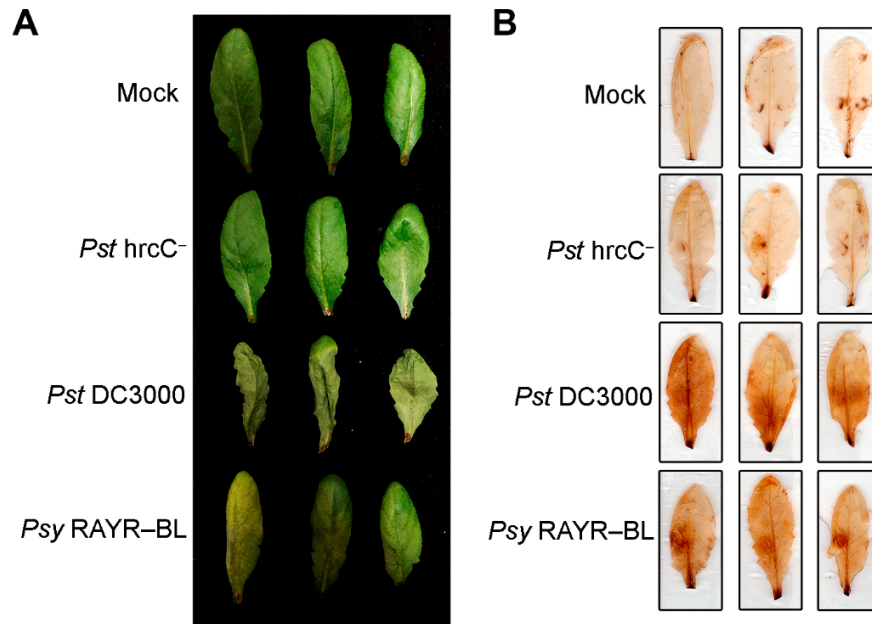 A
Mock
Pst hrcC⁻
Pst DC3000
Psy RAYR–BL
B
Mock
Pst hrcC⁻
Pst DC3000
Psy RAYR–BL